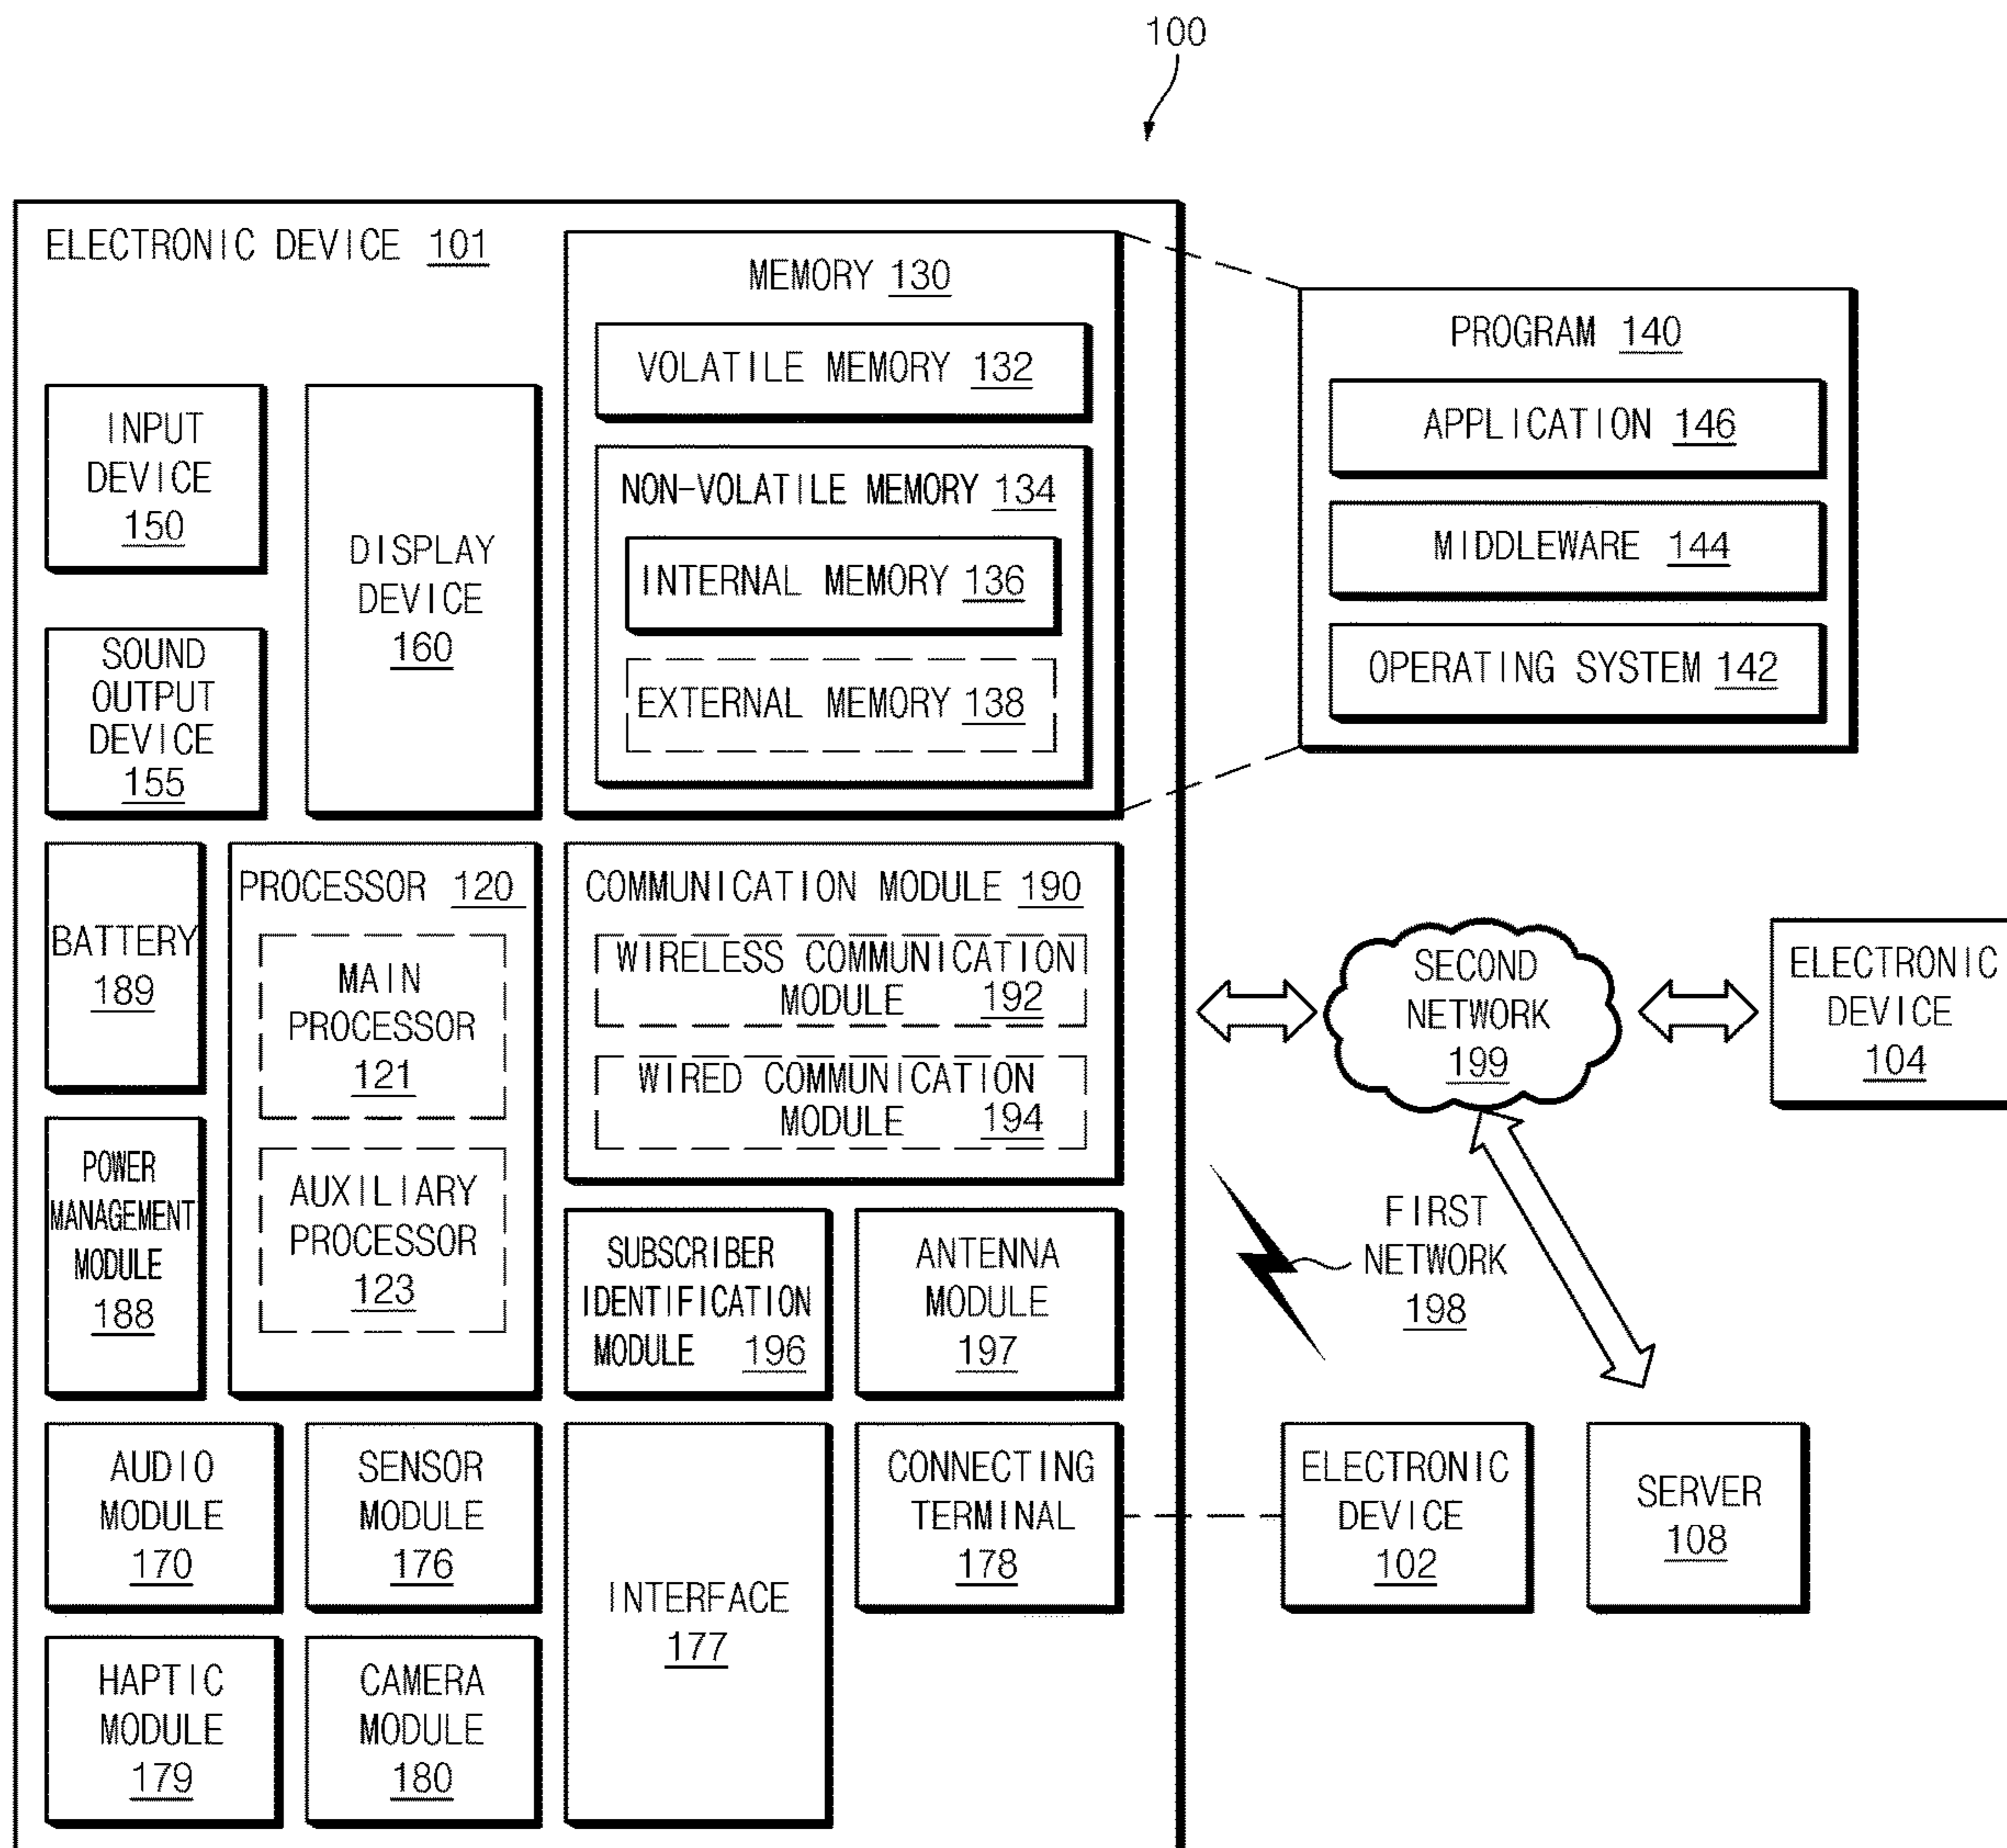 100
ELECTRONIC DEVICE 101
MEMORY 130
VOLATILE MEMORY 132
NON-VOLATILE MEMORY 134
INTERNAL MEMORY 136
EXTERNAL MEMORY 138
PROGRAM 140
APPLICATION 146
MIDDLEWARE 144
OPERATING SYSTEM 142
INPUT
DEVICE
150
SOUND
OUTPUT
DEVICE
155
DISPLAY
DEVICE
160
BATTERY
189
POWER
MANAGEMENT
MODULE
188
PROCESSOR 120
MAIN
PROCESSOR
121
AUXILIARY
PROCESSOR
123
COMMUNICATION MODULE 190
WIRELESS COMMUNICATION
MODULE 192
WIRED COMMUNICATION
MODULE 194
SECOND
NETWORK
199
ELECTRONIC
DEVICE
104
SUBSCRIBER
IDENTIFICATION
MODULE 196
ANTENNA
MODULE
197
FIRST
NETWORK
198
AUDIO
MODULE
170
SENSOR
MODULE
176
INTERFACE
177
CONNECTING
TERMINAL
178
ELECTRONIC
DEVICE
102
SERVER
108
HAPTIC
MODULE
179
CAMERA
MODULE
180